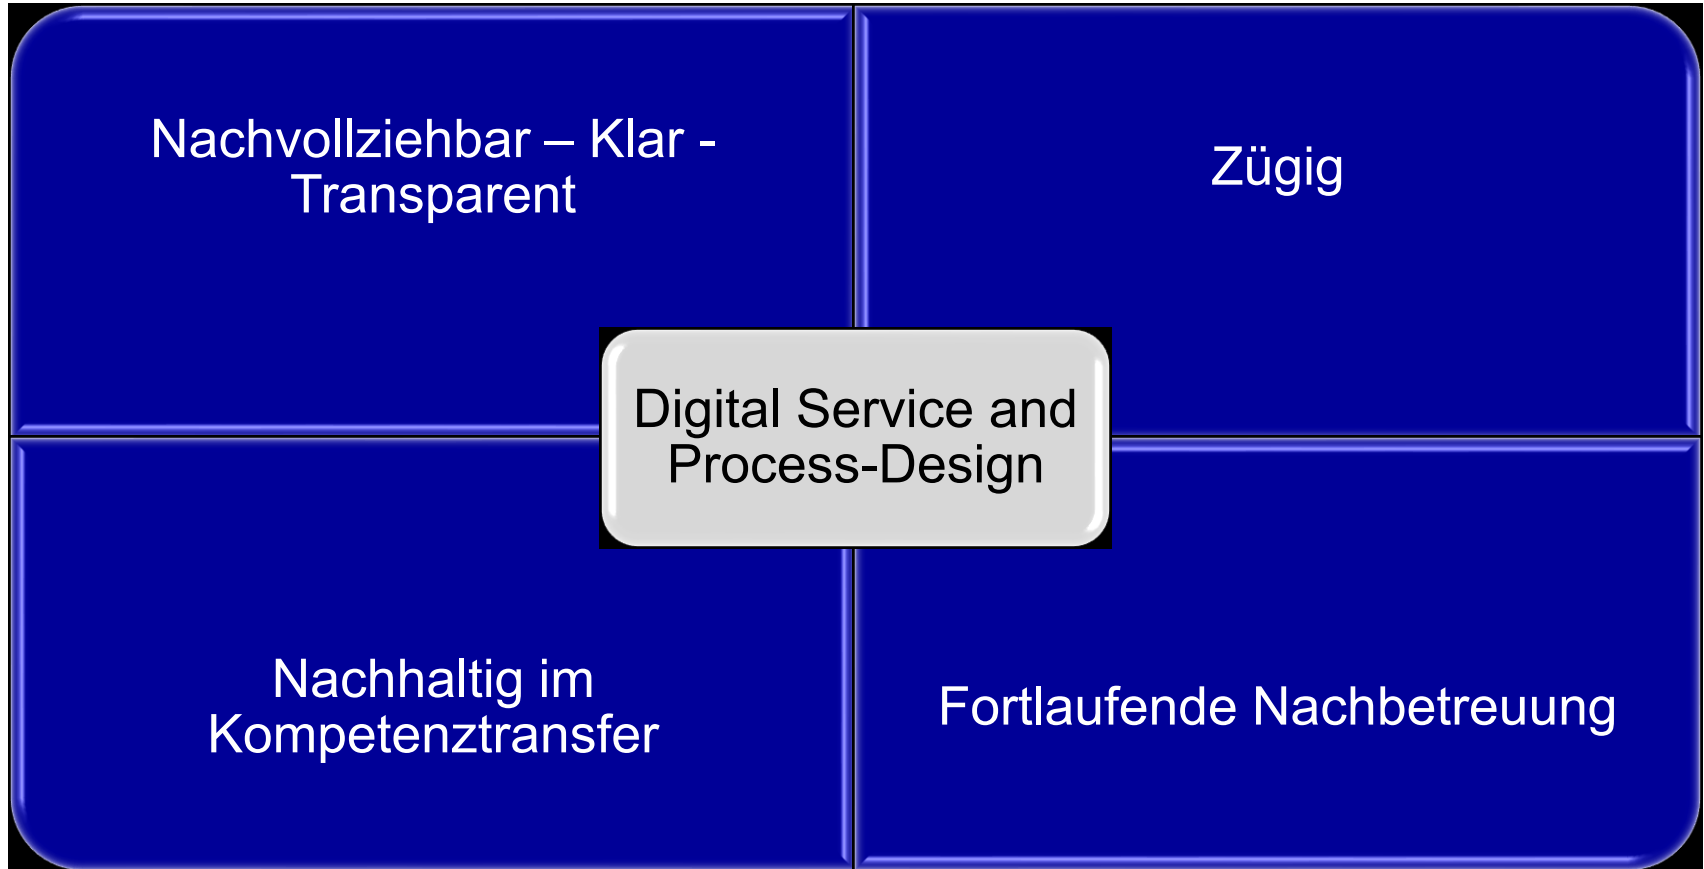 Nachvollziehbar – Klar -
Transparent
Zügig
Digital Service and
Process-Design
Nachhaltig im
Kompetenztransfer
Fortlaufende Nachbetreuung